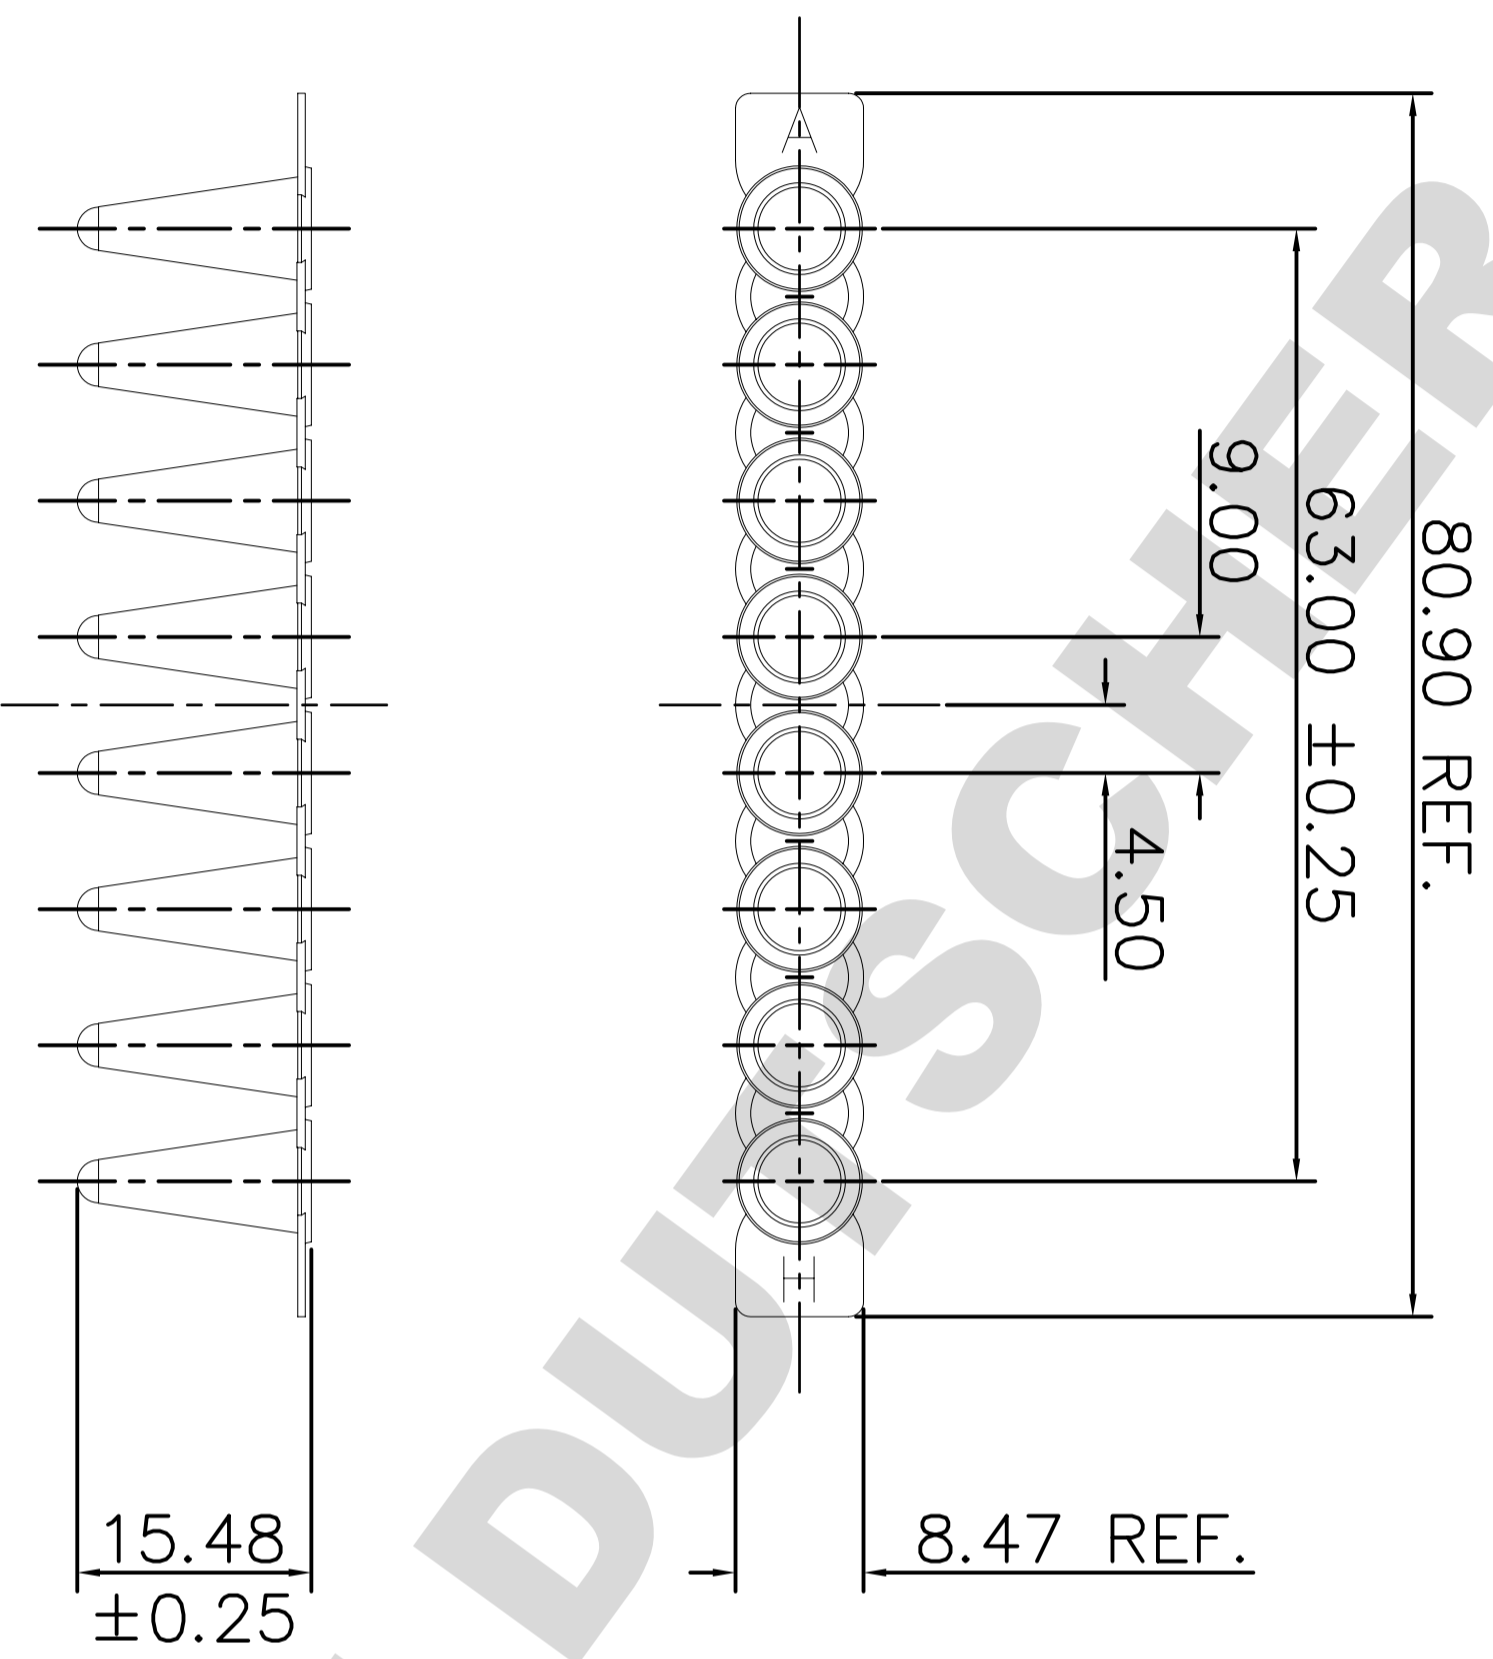 A
80.90 REF.
63.00 ±0.25
9.00
4.50
H
15.48
±0.25
8.47 REF.
DUTSCHER